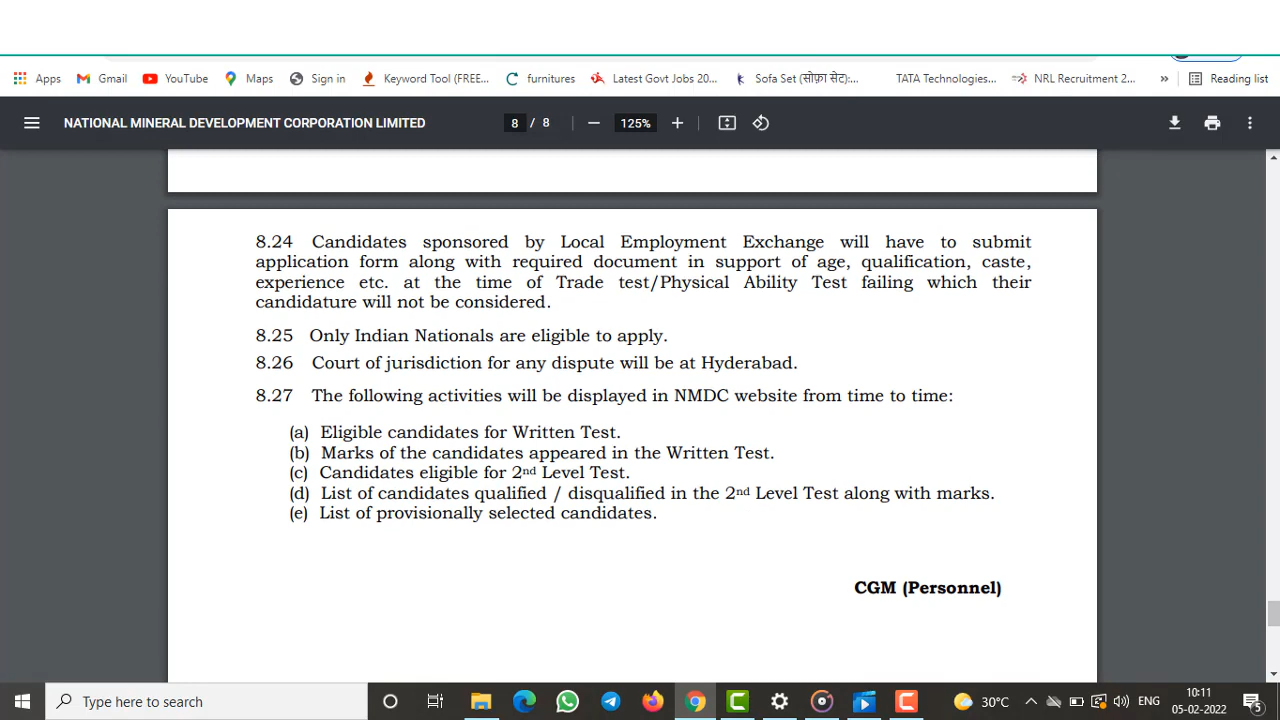 Apps Gmail YouTube Maps Sign in Keyword Tool (FREE... furnitures Latest Govt Jobs 20... Sofa Set (सोफ़ा सेट):... TATA Technologies... NRL Recruitment 2... » Reading list
NATIONAL MINERAL DEVELOPMENT CORPORATION LIMITED 8 / 8 125%
8.24 Candidates sponsored by Local Employment Exchange will have to submit
application form along with required document in support of age, qualification, caste,
experience etc. at the time of Trade test/Physical Ability Test failing which their
candidature will not be considered.
8.25 Only Indian Nationals are eligible to apply.
8.26 Court of jurisdiction for any dispute will be at Hyderabad.
8.27 The following activities will be displayed in NMDC website from time to time:
(a) Eligible candidates for Written Test.
(b) Marks of the candidates appeared in the Written Test.
(c) Candidates eligible for 2nd Level Test.
(d) List of candidates qualified / disqualified in the 2nd Level Test along with marks.
(e) List of provisionally selected candidates.
CGM (Personnel)
Type here to search 30°C ENG 10:11 5
05-02-2022